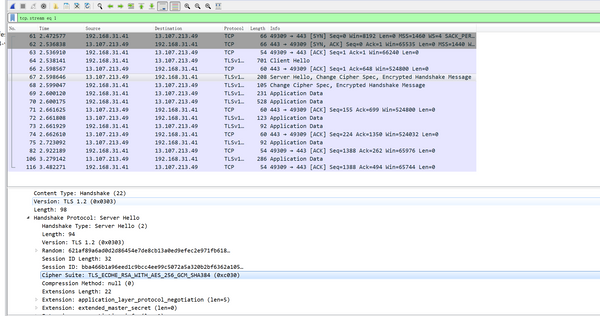 tcp.stream eq 1
No. Time Source Destination Protocol Length Info
61 2.472577 192.168.31.41 13.107.213.49 TCP 66 49309 → 443 [SYN] Seq=0 Win=8192 Len=0 MSS=1460 WS=4 SACK_PER…
62 2.536838 13.107.213.49 192.168.31.41 TCP 66 443 → 49309 [SYN, ACK] Seq=0 Ack=1 Win=65535 Len=0 MSS=1440 W…
63 2.536910 192.168.31.41 13.107.213.49 TCP 54 49309 → 443 [ACK] Seq=1 Ack=1 Win=66240 Len=0
64 2.538141 192.168.31.41 13.107.213.49 TLSv1… 701 Client Hello
66 2.598567 13.107.213.49 192.168.31.41 TCP 60 443 → 49309 [ACK] Seq=1 Ack=648 Win=524800 Len=0
67 2.598646 13.107.213.49 192.168.31.41 TLSv1… 208 Server Hello, Change Cipher Spec, Encrypted Handshake Message
68 2.599047 192.168.31.41 13.107.213.49 TLSv1… 105 Change Cipher Spec, Encrypted Handshake Message
69 2.600120 192.168.31.41 13.107.213.49 TLSv1… 231 Application Data
70 2.600175 192.168.31.41 13.107.213.49 TLSv1… 528 Application Data
71 2.661625 13.107.213.49 192.168.31.41 TCP 60 443 → 49309 [ACK] Seq=155 Ack=699 Win=524800 Len=0
72 2.661808 13.107.213.49 192.168.31.41 TLSv1… 123 Application Data
73 2.661929 192.168.31.41 13.107.213.49 TLSv1… 92 Application Data
74 2.662610 13.107.213.49 192.168.31.41 TCP 60 443 → 49309 [ACK] Seq=224 Ack=1350 Win=524032 Len=0
75 2.723092 13.107.213.49 192.168.31.41 TLSv1… 92 Application Data
82 2.922189 192.168.31.41 13.107.213.49 TCP 54 49309 → 443 [ACK] Seq=1388 Ack=262 Win=65976 Len=0
106 3.279142 13.107.213.49 192.168.31.41 TLSv1… 286 Application Data
116 3.482271 192.168.31.41 13.107.213.49 TCP 54 49309 → 443 [ACK] Seq=1388 Ack=494 Win=65744 Len=0
Content Type: Handshake (22)
Version: TLS 1.2 (0x0303)
Length: 98
Handshake Protocol: Server Hello
Handshake Type: Server Hello (2)
Length: 94
Version: TLS 1.2 (0x0303)
Random: 621af89a6ad0d2d86454e7de8cb13a0ed9efec2e971fb618…
Session ID Length: 32
Session ID: bba466b1a96eed1c9bcc4ee99c5072a5a320b2bf6362a105…
Cipher Suite: TLS_ECDHE_RSA_WITH_AES_256_GCM_SHA384 (0xc030)
Compression Method: null (0)
Extensions Length: 22
Extension: application_layer_protocol_negotiation (len=5)
Extension: extended_master_secret (len=0)